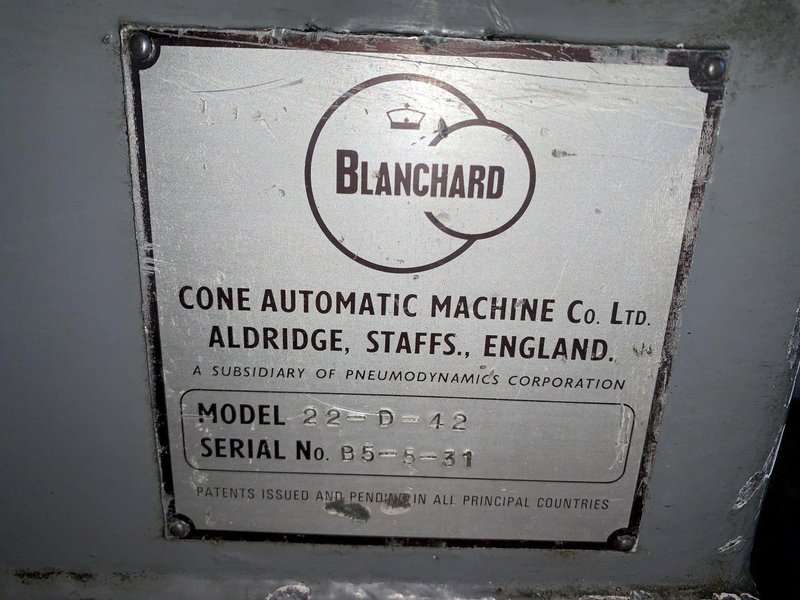 BLANCHARD
CONE AUTOMATIC MACHINE Co. LTD.
ALDRIDGE, STAFFS., ENGLAND.
A SUBSIDIARY OF PNEUMODYNAMICS CORPORATION
MODEL 22-D-42
SERIAL No. B5-5-31
PATENTS ISSUED AND PENDING IN ALL PRINCIPAL COUNTRIES